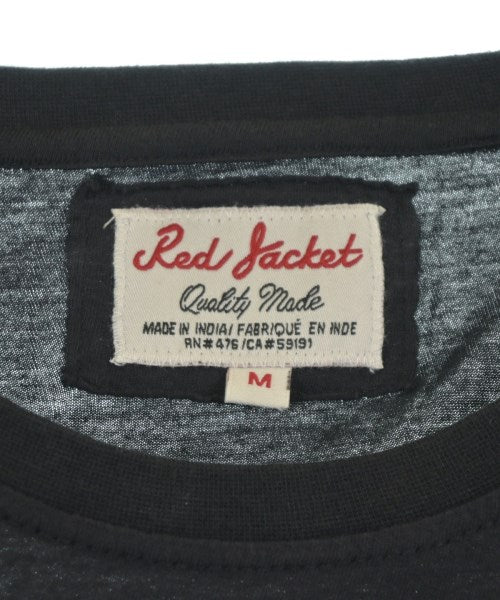 Red Jacket
Quality Made
MADE IN INDIA/ FABRIQUÉ EN INDE
RN# 476 /CA# 59191
M